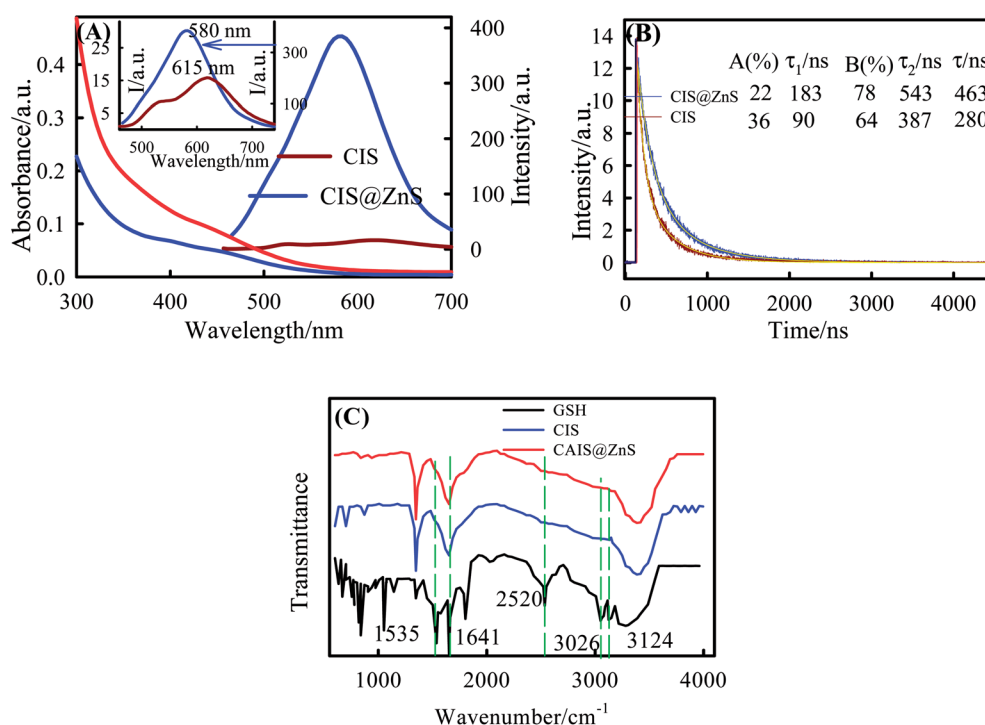 (A)
580 nm
615 nm
I/a.u.
I/a.u.
30
25
15
5
300
100
500 600 700
Wavelength/nm
CIS
CIS@ZnS
Absorbance/a.u.
0.4
0.3
0.2
0.1
0.0
300 400 500 600 700
Wavelength/nm
400
300
200
100
0
Intensity/a.u.
(B)
A(%) τ1/ns B(%) τ2/ns τ/ns
CIS@ZnS 22 183 78 543 463
CIS 36 90 64 387 280
Intensity/a.u.
14
12
10
8
6
4
2
0
0 1000 2000 3000 4000
Time/ns
(C)
GSH
CIS
CAIS@ZnS
Transmittance
2520
1535 1641 3026 3124
1000 2000 3000 4000
Wavenumber/cm⁻¹